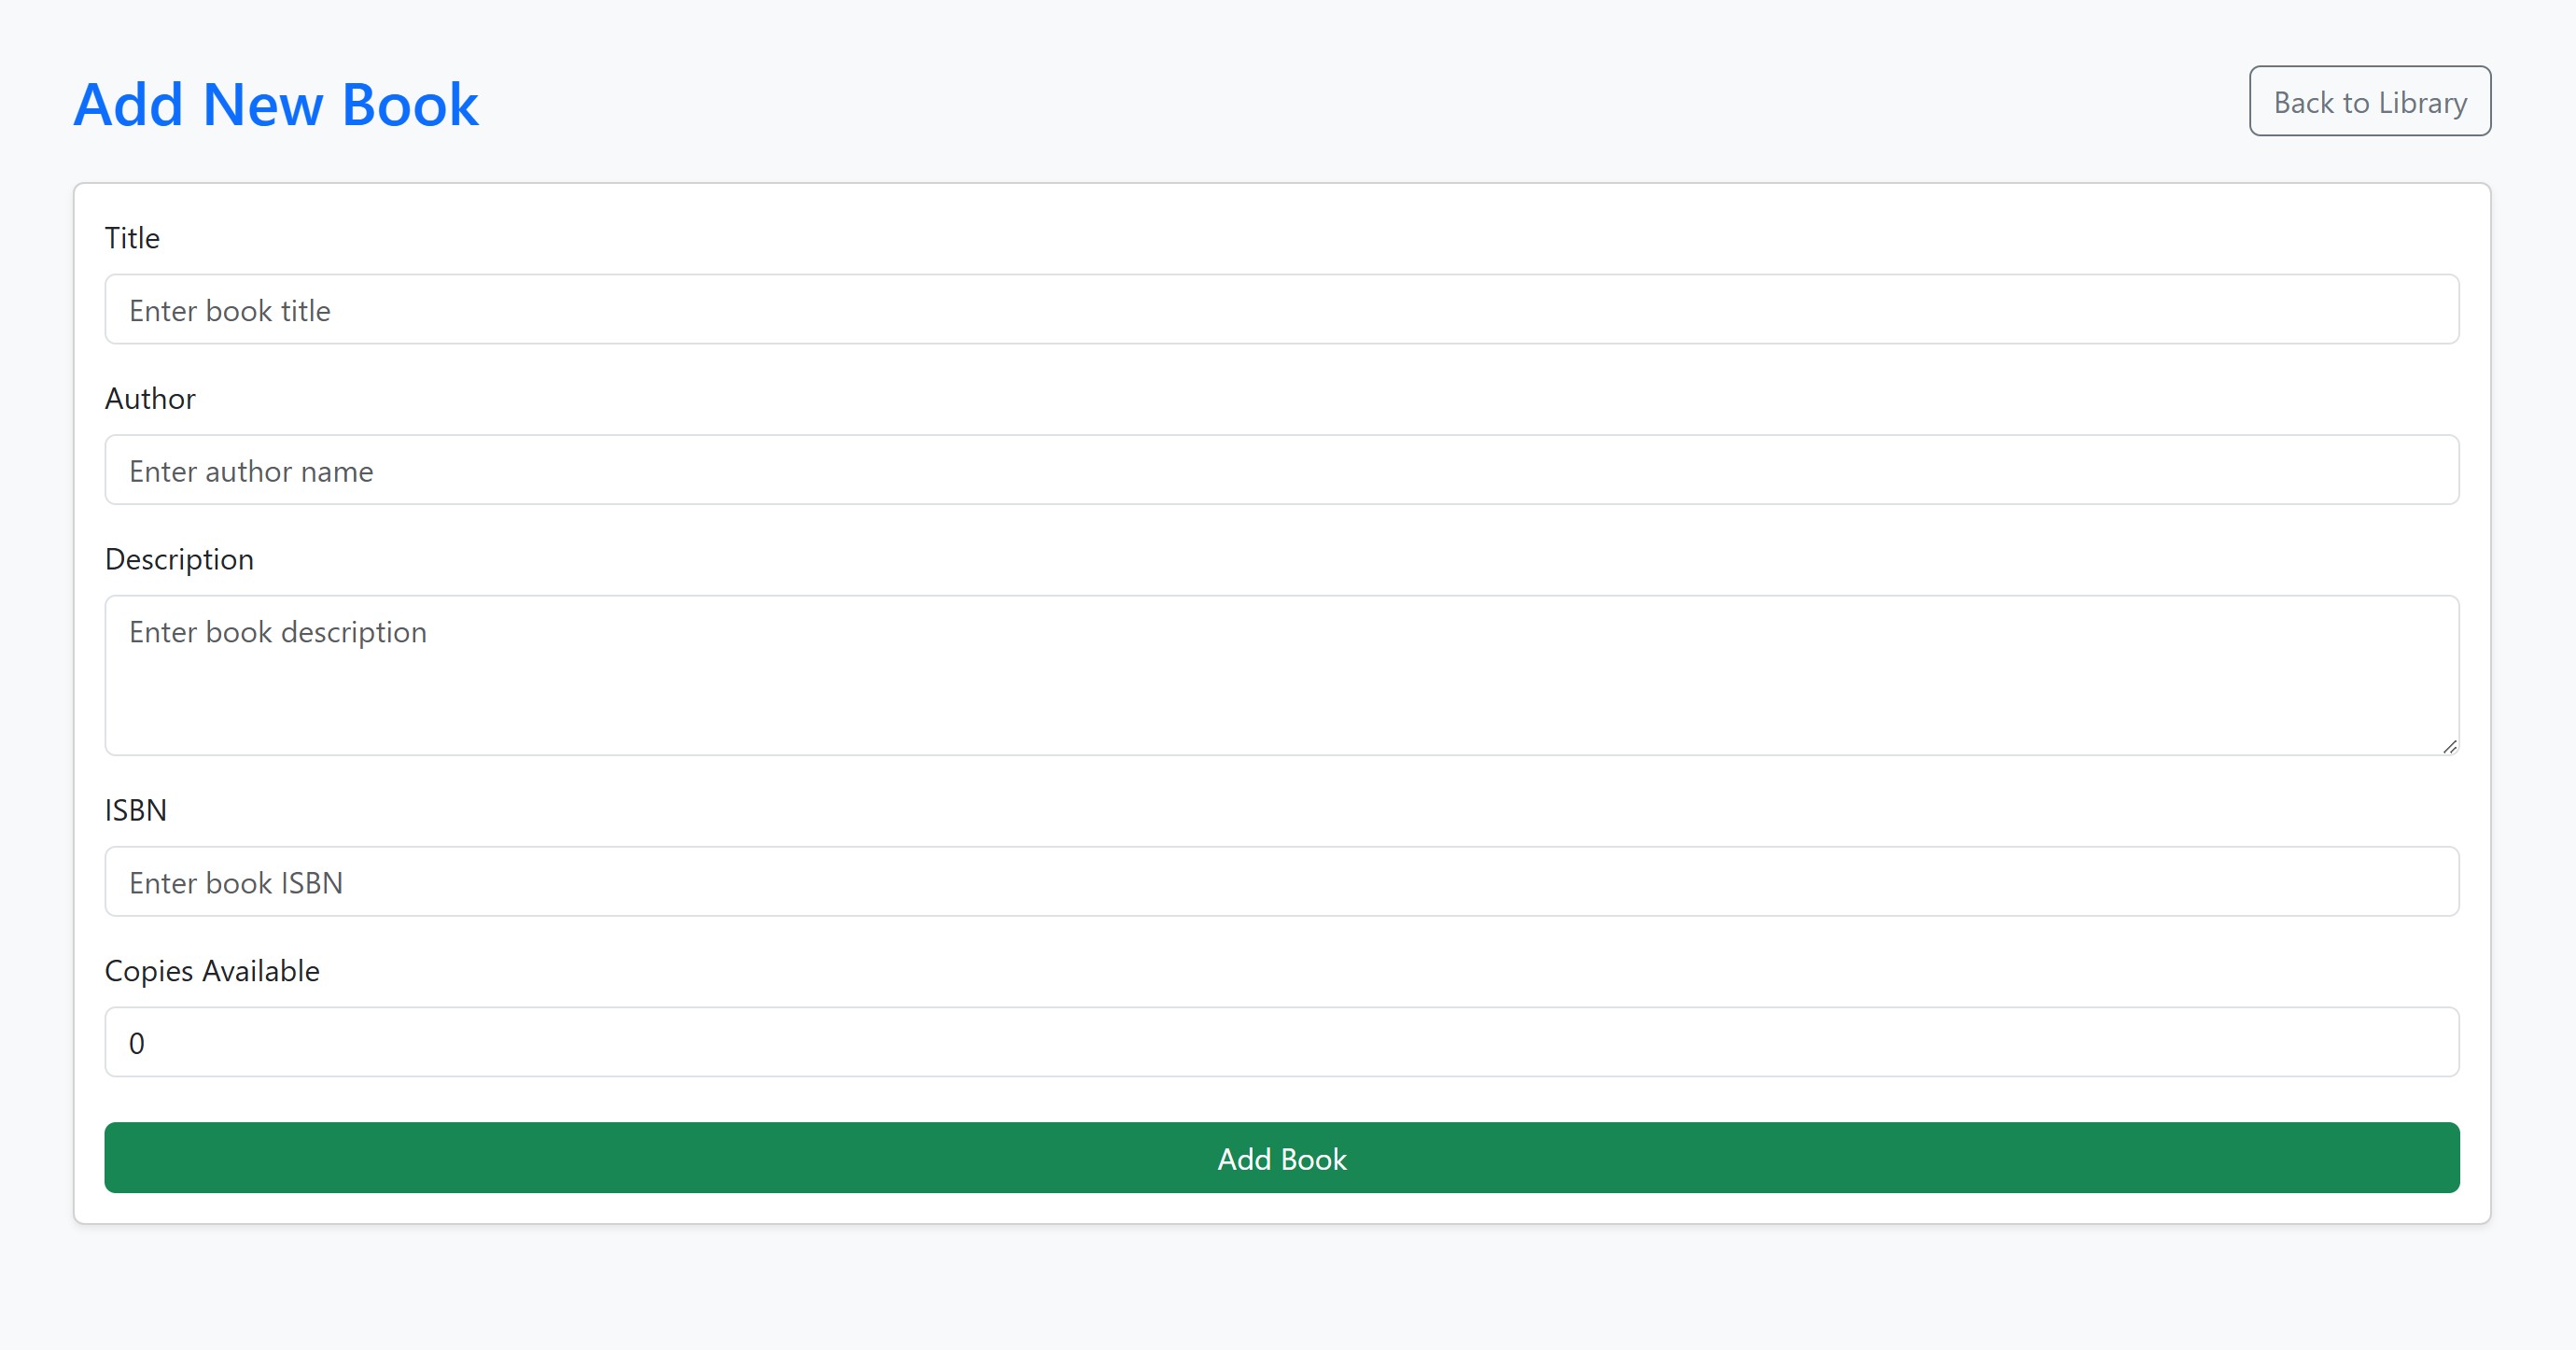 Add New Book
Back to Library
Title
Enter book title
Author
Enter author name
Description
Enter book description
ISBN
Enter book ISBN
Copies Available
0
Add Book